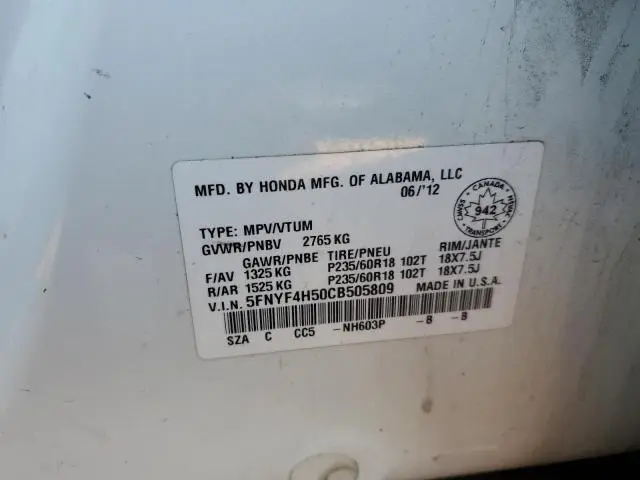 MFD. BY HONDA MFG. OF ALABAMA, LLC
06/'12
CANADA
CMVSS NSVAC
942
TRANSPORT
TYPE: MPV/VTUM
GVWR/PNBV 2765 KG
GAWR/PNBE TIRE/PNEU RIM/JANTE
F/AV 1325 KG P235/60R18 102T 18X7.5J
R/AR 1525 KG P235/60R18 102T 18X7.5J
V.I.N. 5FNYF4H50CB505809 MADE IN U.S.A.
SZA C CC5 -NH603P -B -B